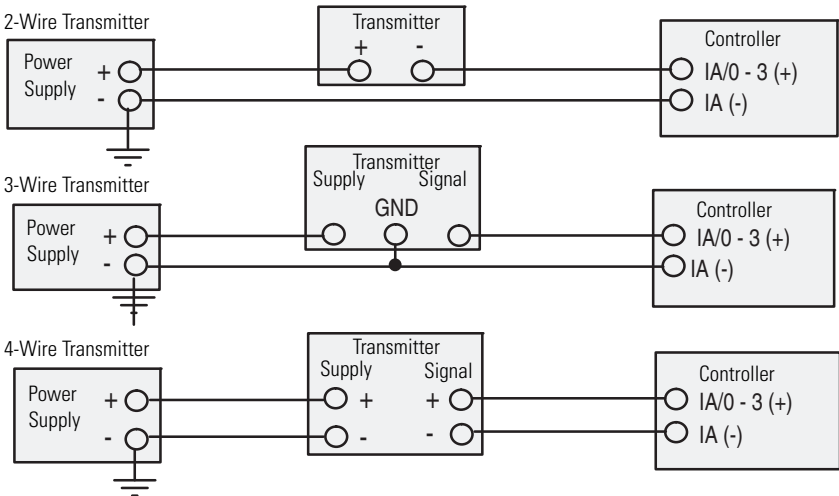 2-Wire Transmitter
Power
Supply
+
-
Transmitter
+ -
Controller
IA/0 - 3 (+)
IA (-)
3-Wire Transmitter
Power
Supply
+
-
Transmitter
Supply Signal
GND
Controller
IA/0 - 3 (+)
IA (-)
4-Wire Transmitter
Power
Supply
+
-
Transmitter
Supply Signal
+ +
- -
Controller
IA/0 - 3 (+)
IA (-)